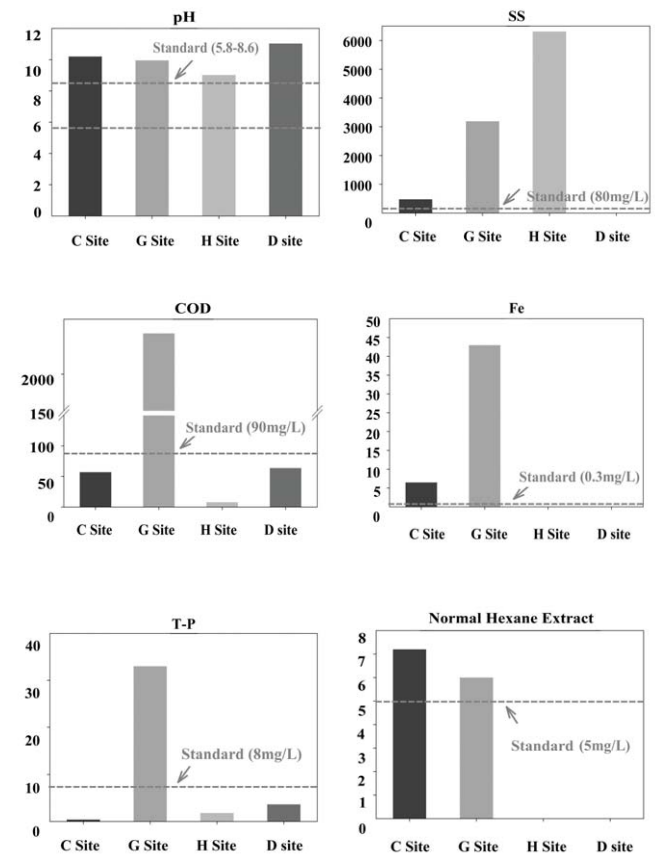 pH
12
10
8
6
4
2
0
Standard (5.8-8.6)
C Site G Site H Site D site
SS
6000
5000
4000
3000
2000
1000
0
Standard (80mg/L)
C Site G Site H Site D site
COD
2000
150
100
50
0
Standard (90mg/L)
C Site G Site H Site D site
Fe
50
45
40
35
30
25
20
15
10
5
0
Standard (0.3mg/L)
C Site G Site H Site D site
T-P
40
30
20
10
0
Standard (8mg/L)
C Site G Site H Site D site
Normal Hexane Extract
8
7
6
5
4
3
2
1
0
Standard (5mg/L)
C Site G Site H Site D site